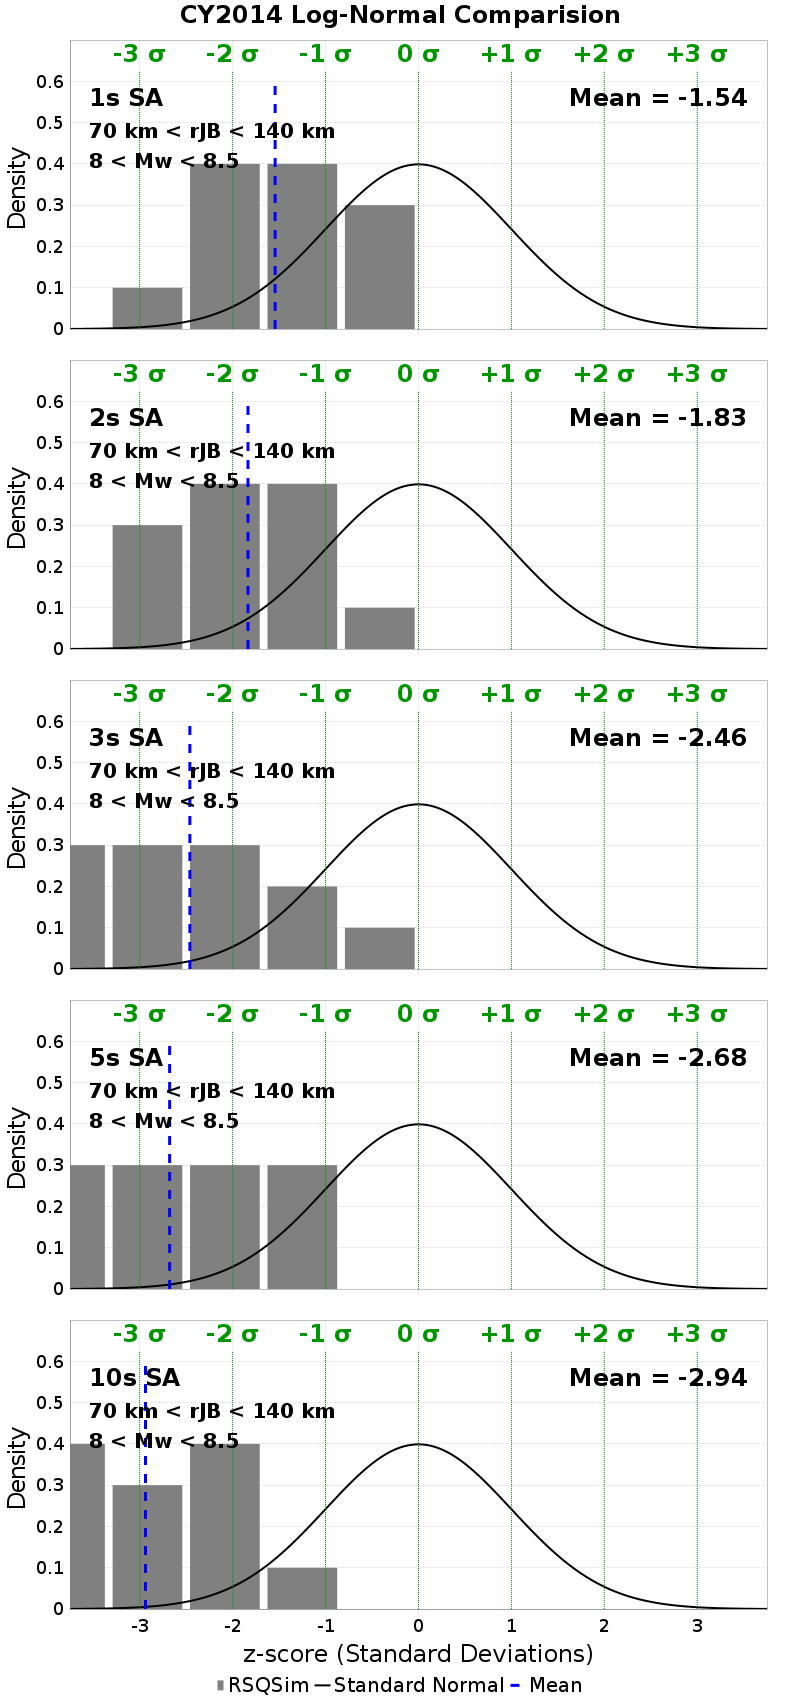 CY2014 Log-Normal Comparision
-3 σ -2 σ -1 σ 0 σ +1 σ +2 σ +3 σ
0.6
1s SA Mean = -1.54
0.5
70 km < rJB < 140 km
0.4
8 < Mw < 8.5
Density
0.3
0.2
0.1
0
-3 σ -2 σ -1 σ 0 σ +1 σ +2 σ +3 σ
0.6
2s SA Mean = -1.83
0.5
70 km < rJB < 140 km
0.4
8 < Mw < 8.5
Density
0.3
0.2
0.1
0
-3 σ -2 σ -1 σ 0 σ +1 σ +2 σ +3 σ
0.6
3s SA Mean = -2.46
0.5
70 km < rJB < 140 km
0.4
8 < Mw < 8.5
Density
0.3
0.2
0.1
0
-3 σ -2 σ -1 σ 0 σ +1 σ +2 σ +3 σ
0.6
5s SA Mean = -2.68
0.5
70 km < rJB < 140 km
0.4
8 < Mw < 8.5
Density
0.3
0.2
0.1
0
-3 σ -2 σ -1 σ 0 σ +1 σ +2 σ +3 σ
0.6
10s SA Mean = -2.94
0.5
70 km < rJB < 140 km
0.4
8 < Mw < 8.5
Density
0.3
0.2
0.1
0
-3 -2 -1 0 1 2 3
z-score (Standard Deviations)
RSQSim Standard Normal Mean